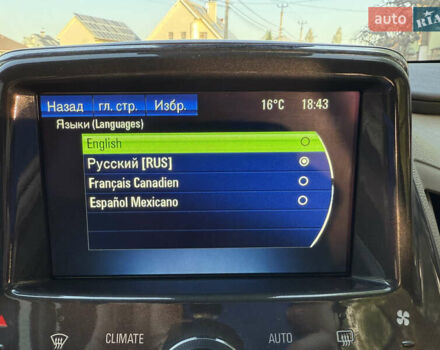 auto RIA
Назад гл. стр. Избр. 16°C 18:43
Языки (Languages)
English
Русский [RUS]
Français Canadien
Español Mexicano
CLIMATE AUTO